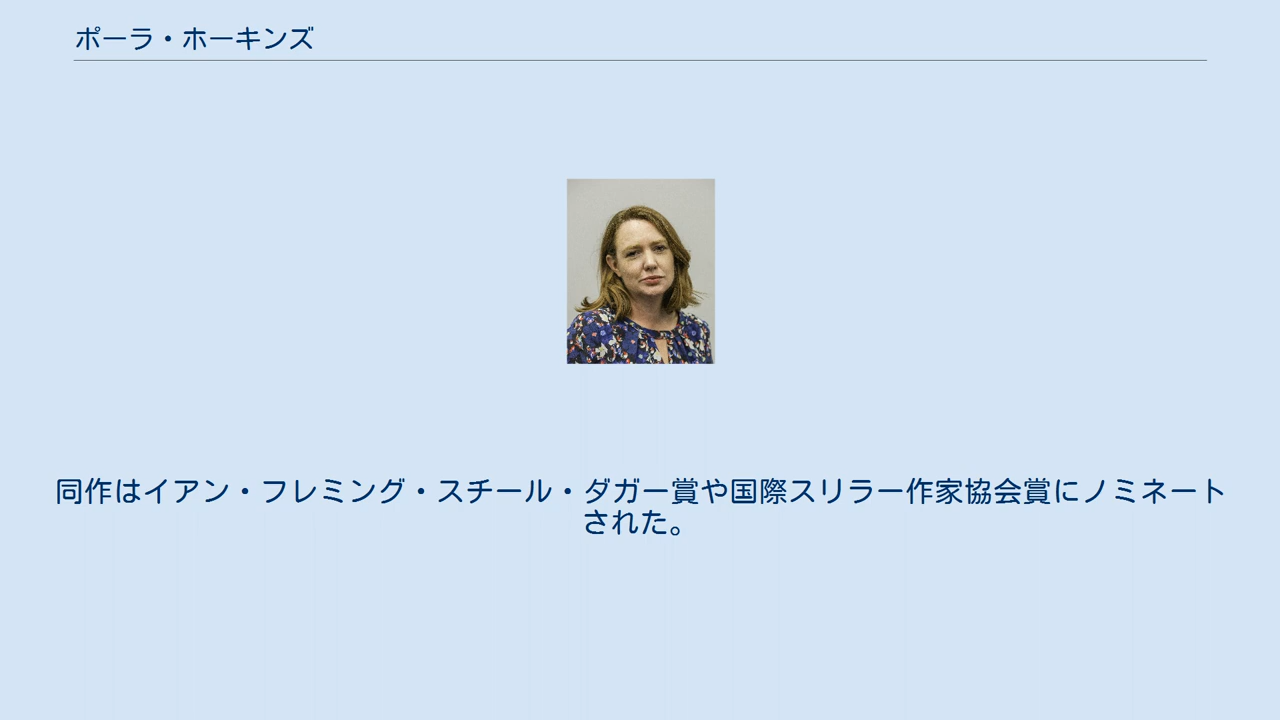 ポーラ・ホーキンズ
同作はイアン・フレミング・スチール・ダガー賞や国際スリラー作家協会賞にノミネート
された。